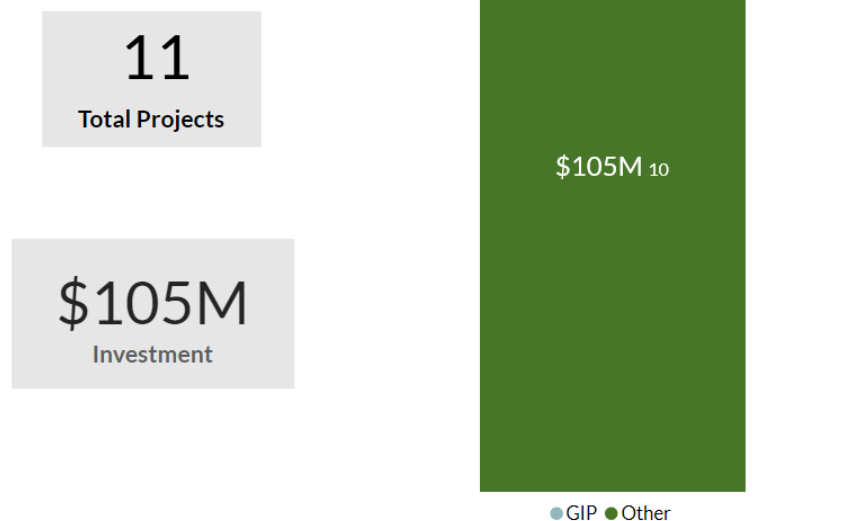 11
Total Projects
$105M
Investment
$105M 10
GIP Other